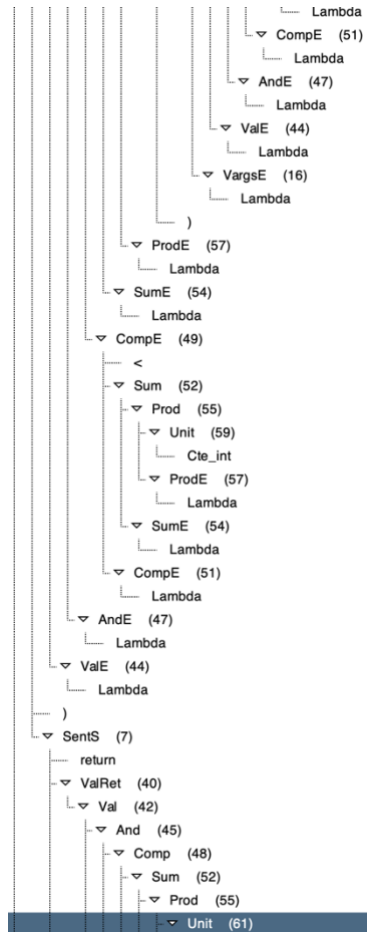 Lambda
CompE (51)
Lambda
AndE (47)
Lambda
ValE (44)
Lambda
VargsE (16)
Lambda
)
ProdE (57)
Lambda
SumE (54)
Lambda
CompE (49)
<
Sum (52)
Prod (55)
Unit (59)
Cte_int
ProdE (57)
Lambda
SumE (54)
Lambda
CompE (51)
Lambda
AndE (47)
Lambda
ValE (44)
Lambda
)
SentS (7)
return
ValRet (40)
Val (42)
And (45)
Comp (48)
Sum (52)
Prod (55)
Unit (61)